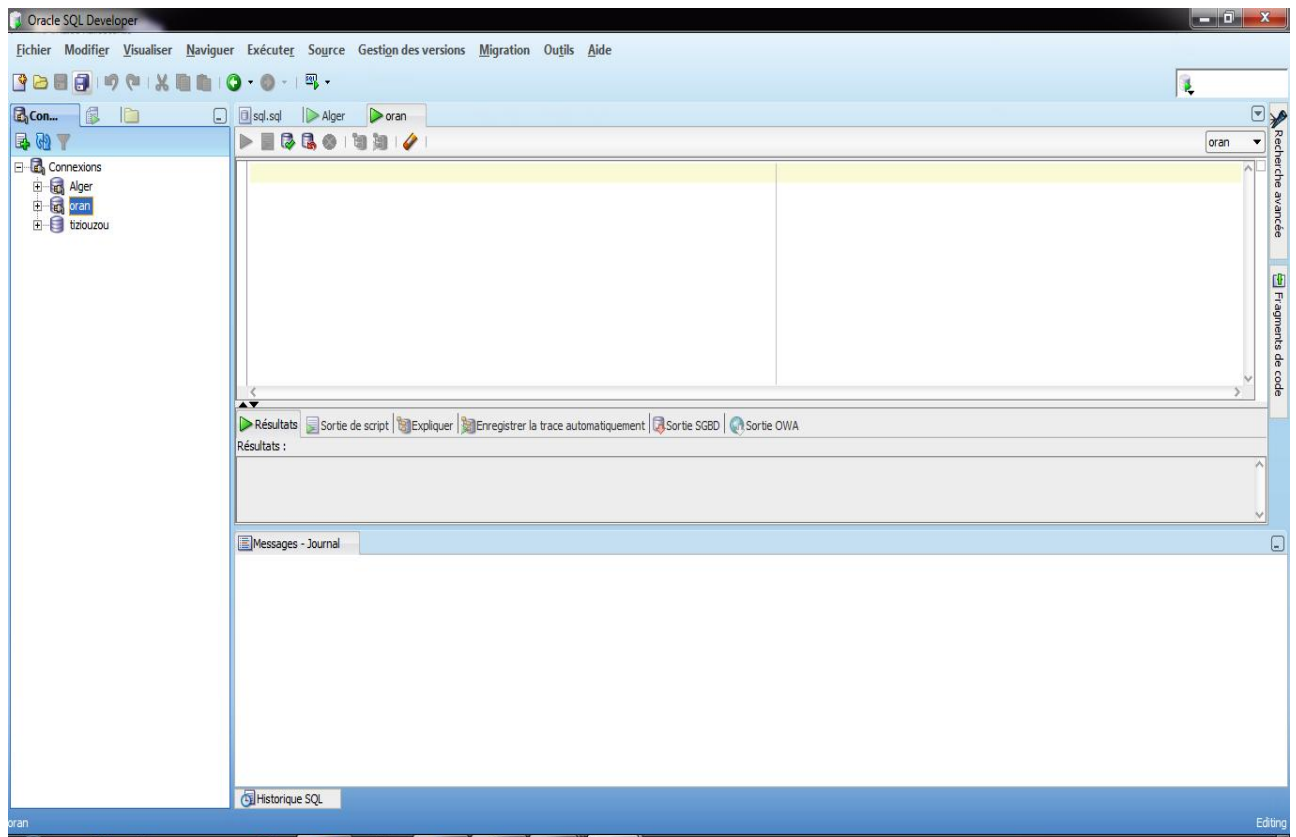 Oracle SQL Developer
Fichier Modifier Visualiser Naviguer Exécuter Source Gestion des versions Migration Outils Aide
Con...
sql.sql Alger oran
oran
Connexions
Alger
oran
tiziouzou
Recherche avancée
Fragments de code
Résultats Sortie de script Expliquer Enregistrer la trace automatiquement Sortie SGBD Sortie OWA
Résultats :
Messages - Journal
Historique SQL
oran Editing